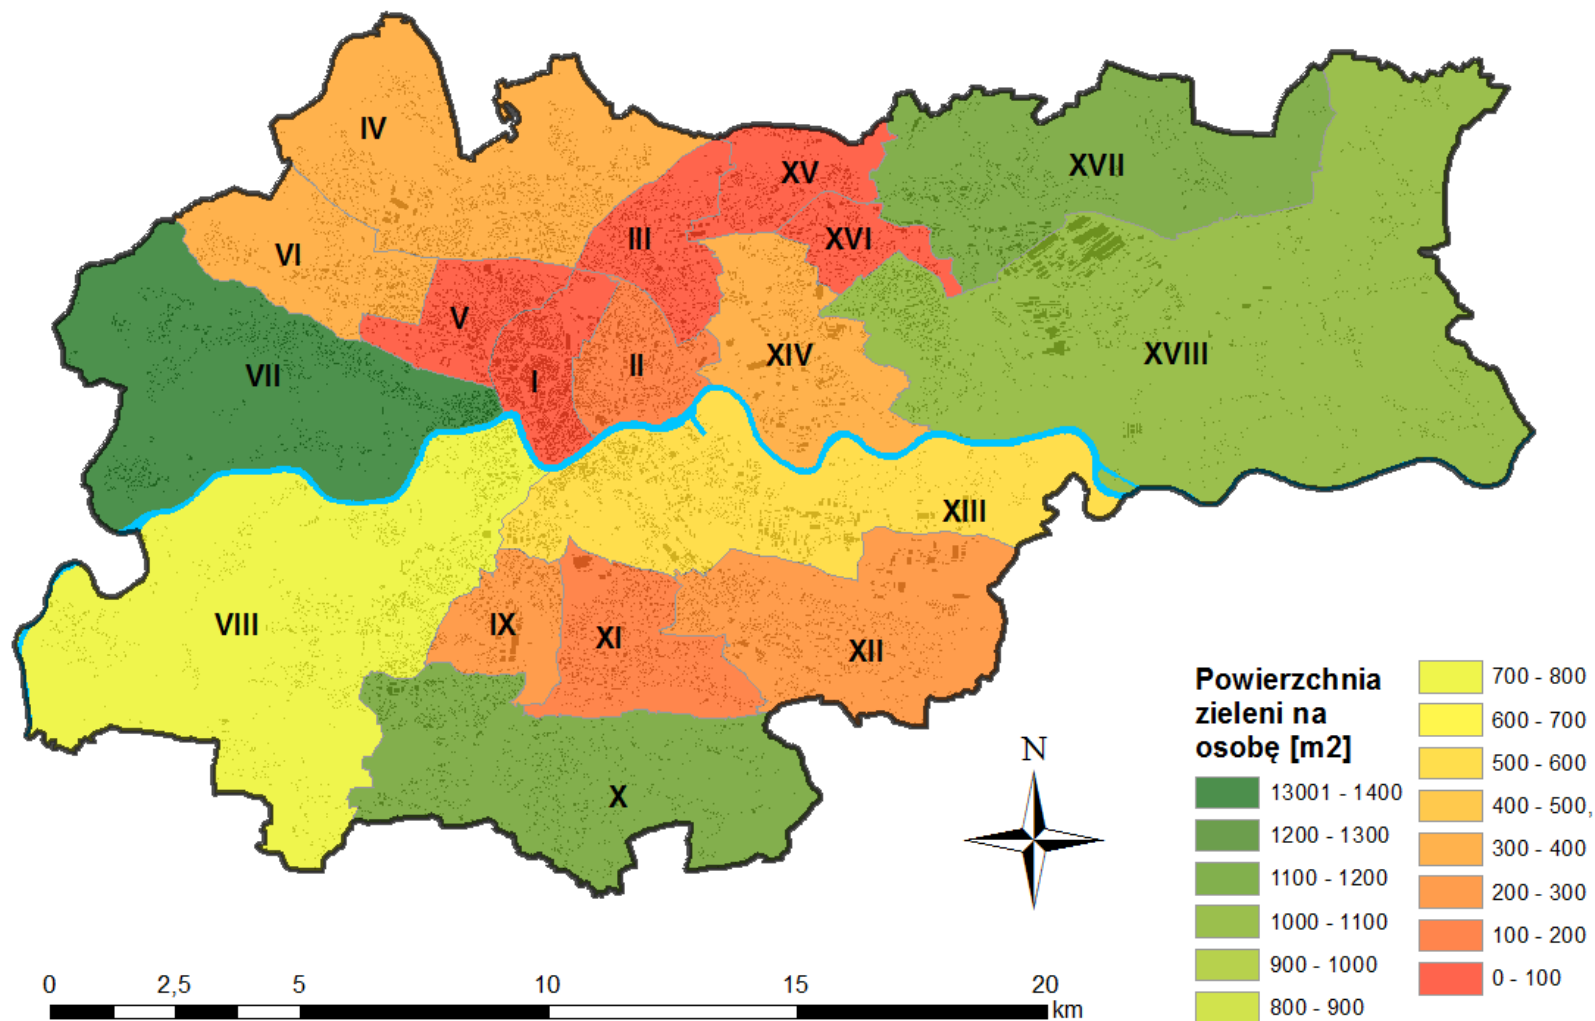 IV
XV
XVII
III
XVI
VI
V
XIV
XVIII
II
VII
I
XIII
VIII
IX
XI
XII
X
N
Powierzchnia
zieleni na
osobę [m2]
13001 - 1400
1200 - 1300
1100 - 1200
1000 - 1100
900 - 1000
800 - 900
700 - 800
600 - 700
500 - 600
400 - 500,
300 - 400
200 - 300
100 - 200
0 - 100
0 2,5 5 10 15 20
km